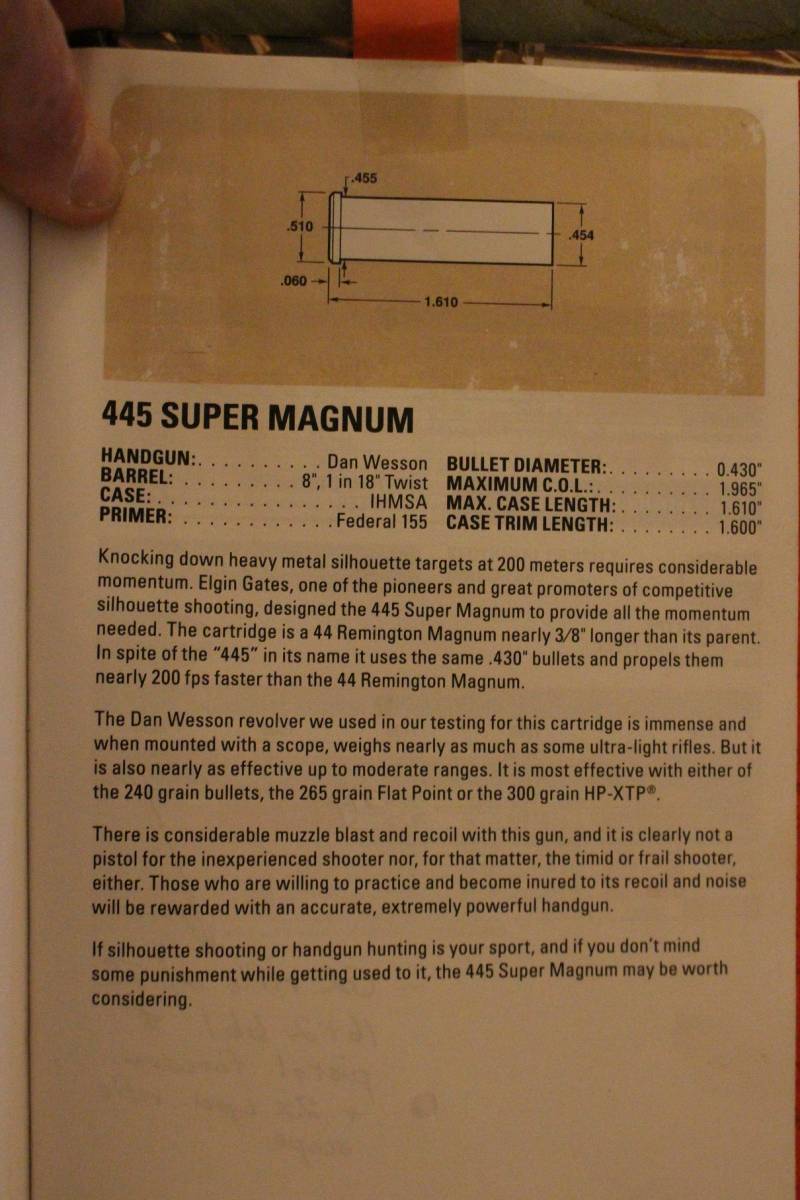 .455
.510
.454
.060
1.610
445 SUPER MAGNUM
HANDGUN:. . . . . . . . . . Dan Wesson
BARREL: . . . . . . . . . 8", 1 in 18" Twist
CASE: . . . . . . . . . . . . . . . . IHMSA
PRIMER: . . . . . . . . . . . . Federal 155
BULLET DIAMETER:. . . . . . . . . 0.430"
MAXIMUM C.O.L.:. . . . . . . . . . 1.965"
MAX. CASE LENGTH: . . . . . . . . 1.610"
CASE TRIM LENGTH: . . . . . . . . 1.600"
Knocking down heavy metal silhouette targets at 200 meters requires considerable
momentum. Elgin Gates, one of the pioneers and great promoters of competitive
silhouette shooting, designed the 445 Super Magnum to provide all the momentum
needed. The cartridge is a 44 Remington Magnum nearly 3/8" longer than its parent.
In spite of the "445" in its name it uses the same .430" bullets and propels them
nearly 200 fps faster than the 44 Remington Magnum.
The Dan Wesson revolver we used in our testing for this cartridge is immense and
when mounted with a scope, weighs nearly as much as some ultra-light rifles. But it
is also nearly as effective up to moderate ranges. It is most effective with either of
the 240 grain bullets, the 265 grain Flat Point or the 300 grain HP-XTP®.
There is considerable muzzle blast and recoil with this gun, and it is clearly not a
pistol for the inexperienced shooter nor, for that matter, the timid or frail shooter,
either. Those who are willing to practice and become inured to its recoil and noise
will be rewarded with an accurate, extremely powerful handgun.
If silhouette shooting or handgun hunting is your sport, and if you don't mind
some punishment while getting used to it, the 445 Super Magnum may be worth
considering.